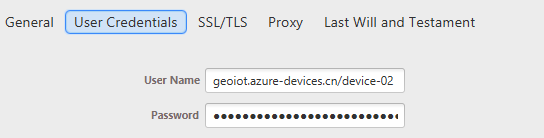 General User Credentials SSL/TLS Proxy Last Will and Testament
User Name geoiot.azure-devices.cn/device-02
Password ●●●●●●●●●●●●●●●●●●●●●●●●●●●